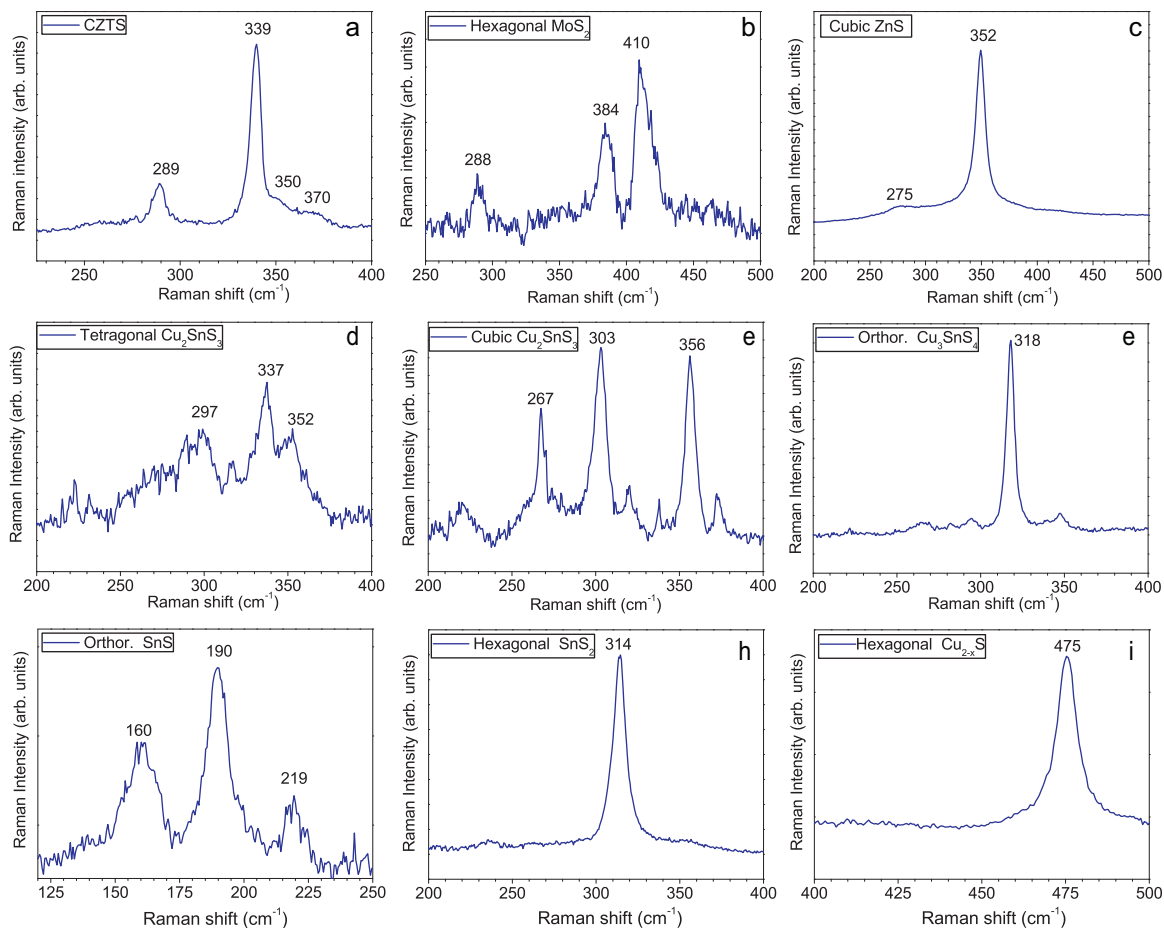 CZTS
a
339
289
350
370
250 300 350 400
Raman shift (cm⁻¹)
Raman intensity (arb. units)
Hexagonal MoS₂
b
410
384
288
250 300 350 400 450 500
Raman shift (cm⁻¹)
Raman intensity (arb. units)
Cubic ZnS
c
352
275
200 250 300 350 400 450 500
Raman shift (cm⁻¹)
Raman Intensity (arb. units)
Tetragonal Cu₂SnS₃
d
337
297
352
200 250 300 350 400
Raman shift (cm⁻¹)
Raman Intensity (arb. units)
Cubic Cu₂SnS₃
e
303
356
267
200 250 300 350 400
Raman shift (cm⁻¹)
Raman Intensity (arb. units)
Orthor. Cu₃SnS₄
e
318
200 250 300 350 400
Raman shift (cm⁻¹)
Raman Intensity (arb. units)
Orthor. SnS
190
160
219
125 150 175 200 225 250
Raman shift (cm⁻¹)
Raman Intensity (arb. units)
Hexagonal SnS₂
h
314
200 250 300 350 400
Raman shift (cm⁻¹)
Raman Intensity (arb. units)
Hexagonal Cu₂₋ₓS
i
475
400 425 450 475 500
Raman shift (cm⁻¹)
Raman Intensity (arb. units)